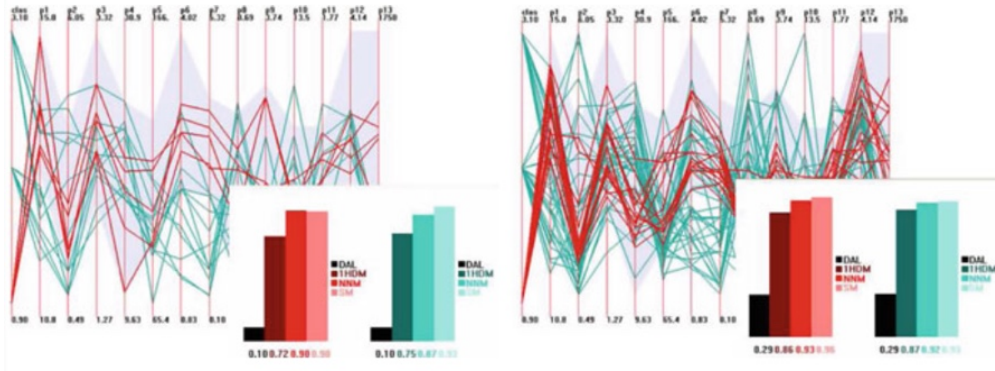 clas p1 p2 p3 p4 p5 p6 p7 p8 p9 p10 p11 p12 p13
3.10 15.0 6.05 3.32 30.9 166. 4.02 5.32 8.69 3.74 13.5 1.77 4.14 1750
DAL
1HDM
NNM
SM
DAL
1HDM
NNM
SM
0.90 10.8 0.49 1.27 9.63 65.4 0.83 0.10
0.10 0.72 0.90 0.90
0.10 0.75 0.87 0.93
clas p1 p2 p3 p4 p5 p6 p7 p8 p9 p10 p11 p12 p13
3.10 15.0 6.05 3.32 30.9 166. 4.02 5.32 8.69 3.74 13.5 1.77 4.14 1750
DAL
1HDM
NNM
SM
DAL
1HDM
NNM
0.90 10.8 0.49 1.27 9.63 65.4 0.83 0.10
0.29 0.86 0.93 0.96
0.29 0.87 0.92